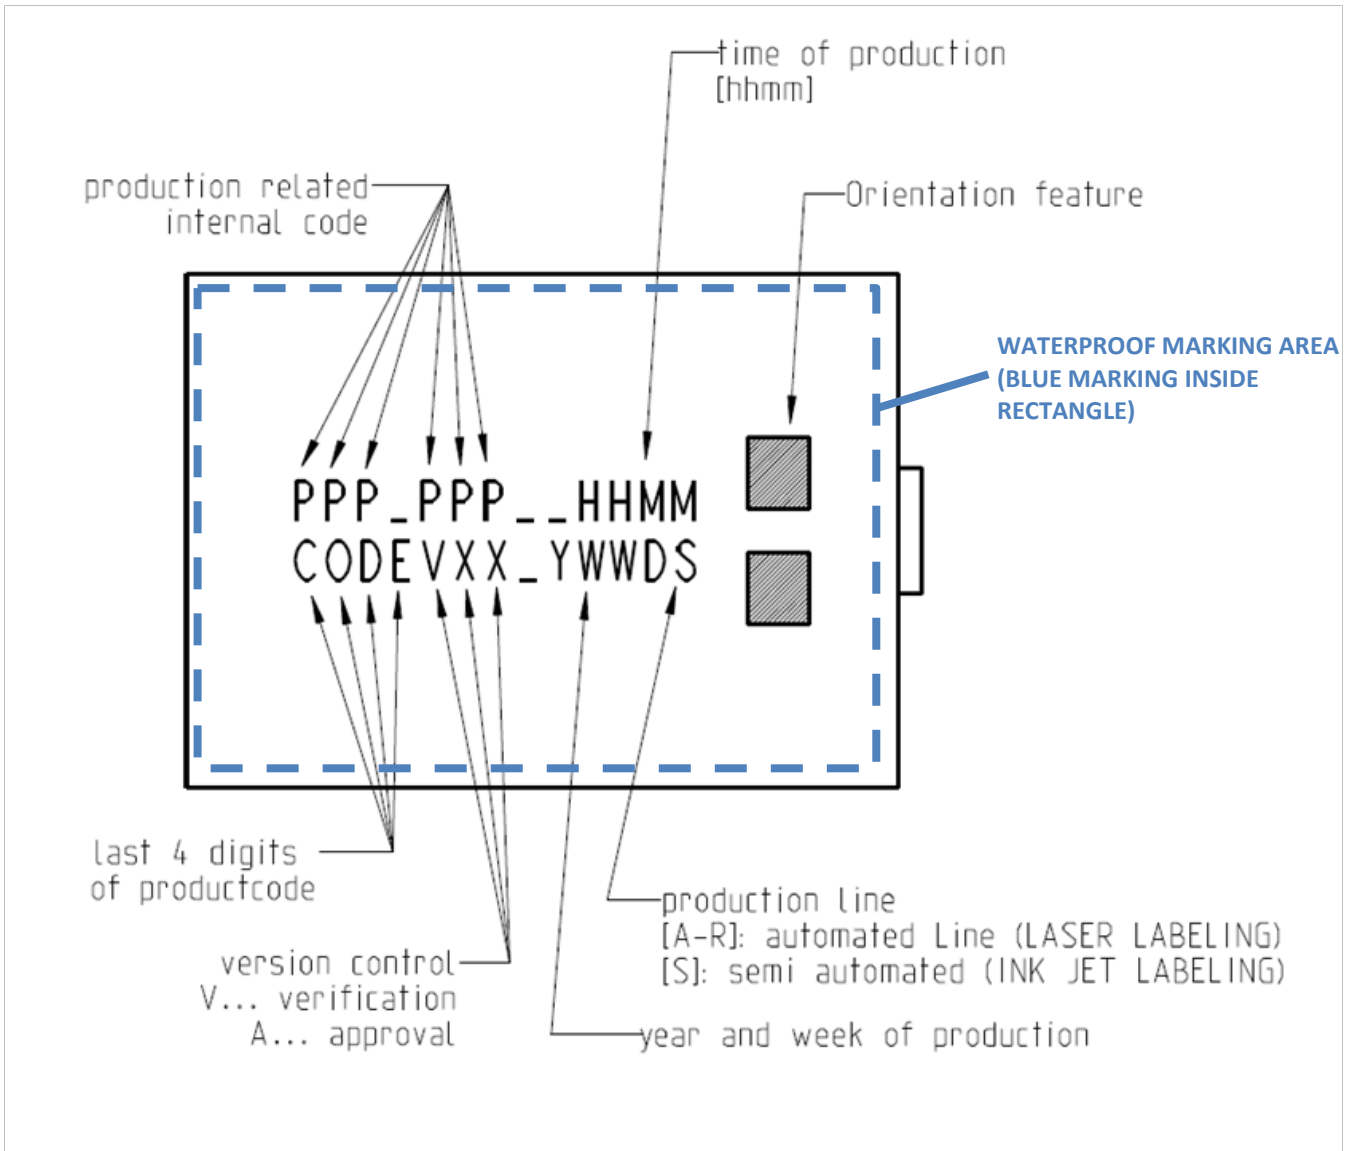 time of production
[hhmm]
production related
internal code
Orientation feature
WATERPROOF MARKING AREA
(BLUE MARKING INSIDE
RECTANGLE)
PPP_PPP__HHMM
CODEVXX_YWWDS
last 4 digits
of productcode
production line
[A-R]: automated Line (LASER LABELING)
[S]: semi automated (INK JET LABELING)
version control
V... verification
A... approval
year and week of production